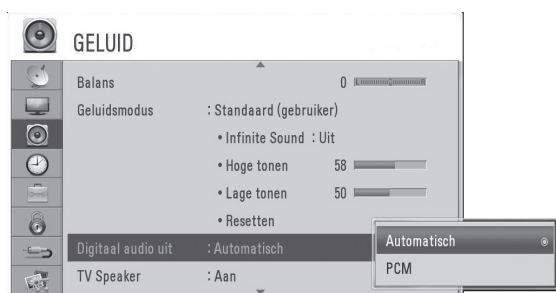 GELUID
Balans 0 L R
Geluidsmodus : Standaard (gebruiker)
• Infinite Sound : Uit
• Hoge tonen 58
• Lage tonen 50
• Resetten
Digitaal audio uit : Automatisch
Automatisch
PCM
TV Speaker : Aan